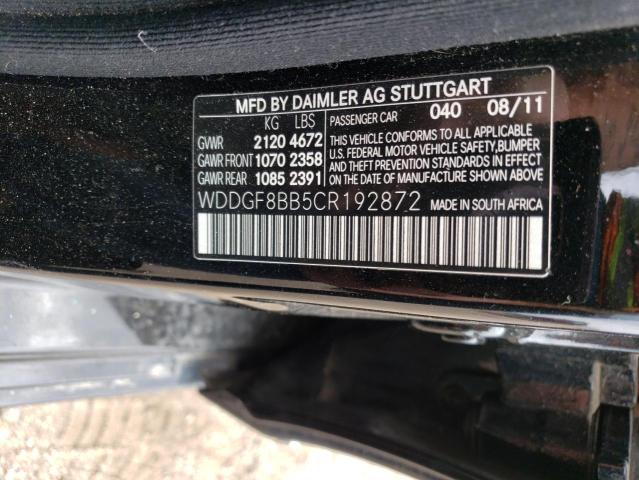 MFD BY DAIMLER AG STUTTGART
KG LBS PASSENGER CAR 040 08/11
GVWR 2120 4672
GAWR FRONT 1070 2358
GAWR REAR 1085 2391
THIS VEHICLE CONFORMS TO ALL APPLICABLE
U.S. FEDERAL MOTOR VEHICLE SAFETY,BUMPER
AND THEFT PREVENTION STANDARDS IN EFFECT
ON THE DATE OF MANUFACTURE SHOWN ABOVE
WDDGF8BB5CR192872 MADE IN SOUTH AFRICA